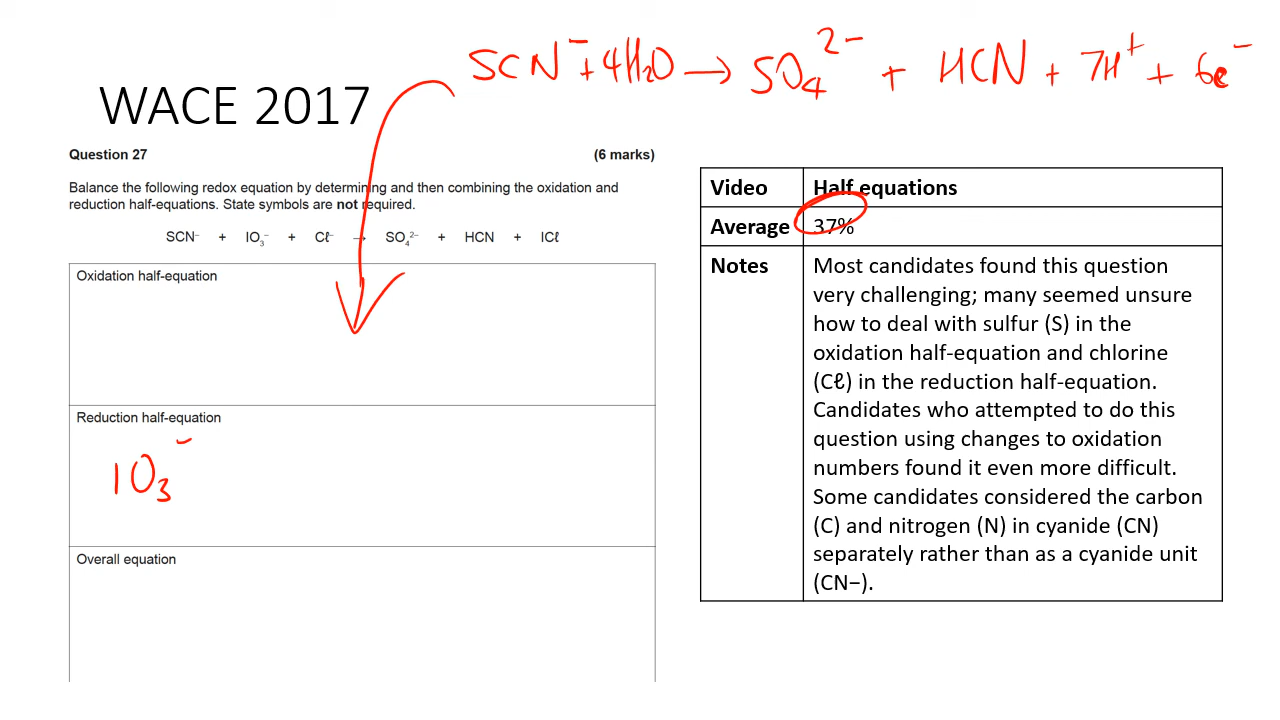 SCN⁻ + 4H₂O → SO₄²⁻ + HCN + 7H⁺ + 6e⁻
WACE 2017
Question 27 (6 marks)
Balance the following redox equation by determining and then combining the oxidation and
reduction half-equations. State symbols are not required.
SCN⁻ + IO₃⁻ + Cℓ⁻ → SO₄²⁻ + HCN + ICℓ
Oxidation half-equation
Reduction half-equation
IO₃⁻
Overall equation
Video Half equations
Average 37%
Notes Most candidates found this question
very challenging; many seemed unsure
how to deal with sulfur (S) in the
oxidation half-equation and chlorine
(Cℓ) in the reduction half-equation.
Candidates who attempted to do this
question using changes to oxidation
numbers found it even more difficult.
Some candidates considered the carbon
(C) and nitrogen (N) in cyanide (CN)
separately rather than as a cyanide unit
(CN−).